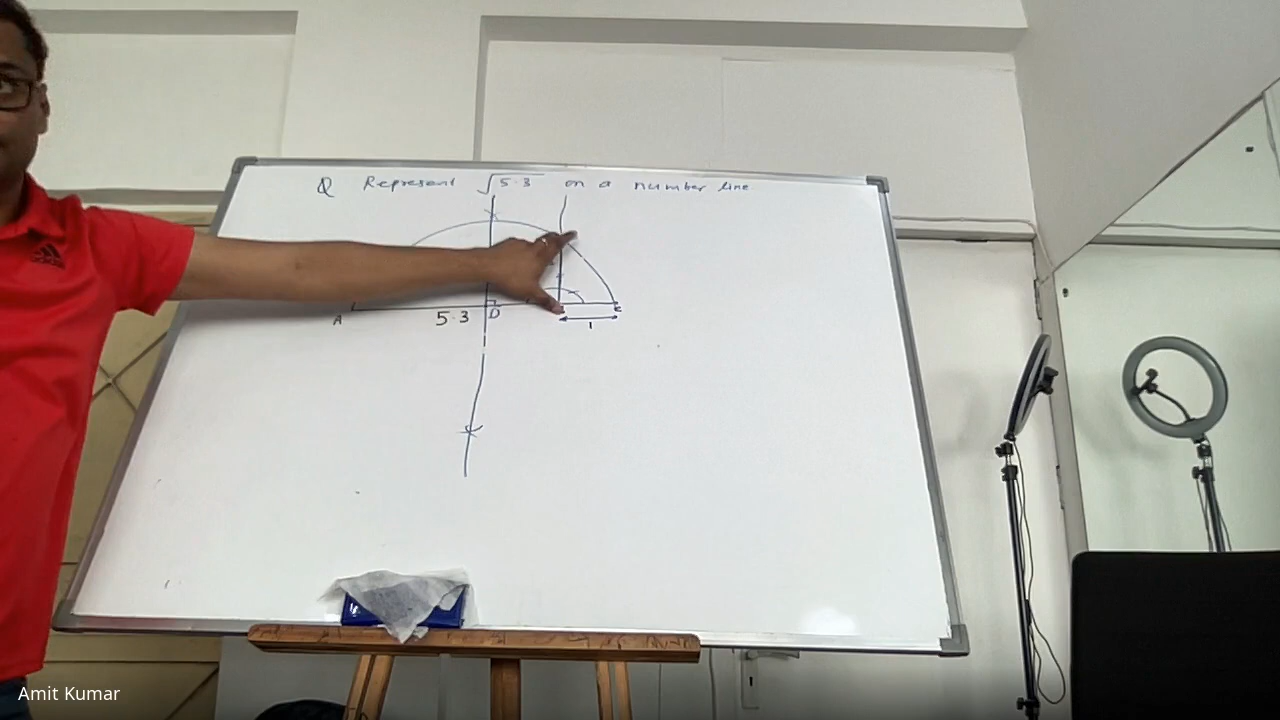 Q Represent √5.3 on a number line
A 5.3 D
1
Amit Kumar